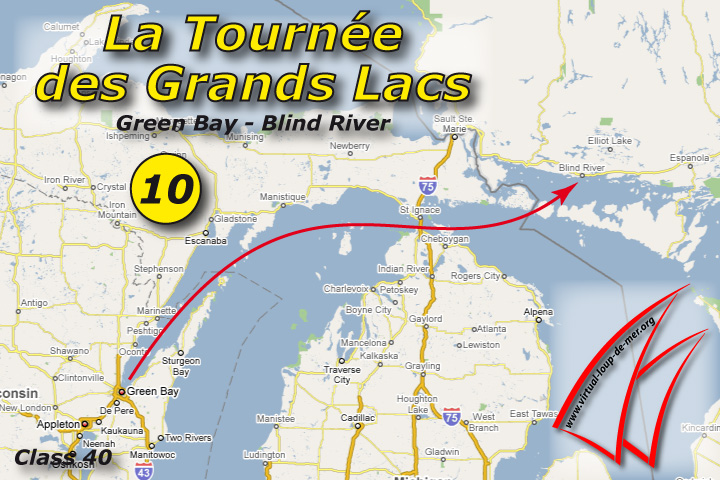 La Tournée
des Grands Lacs
Green Bay - Blind River
10
Calumet
Houghton
Ishpeming
Munising
Newberry
Sault Ste.
Marie
Elliot Lake
Blind River
Espanola
Iron River
Crystal
Iron
Mountain
Manistique
Gladstone
Escanaba
75
St Ignace
Cheboygan
Stephenson
Indian River
Rogers City
Charlevoix
Petoskey
Boyne City
Antigo
Marinette
Peshtigo
Gaylord
Alpena
Atlanta
Oconto
Shawano
Sturgeon
Bay
Mancelona
Kalkaska
Lewiston
Traverse
City
Grayling
Clintonville
Green Bay
New London
De Pere
Houghton
Lake
West
Branch
East Tawas
Manistee
Cadillac
75
Appleton
Kaukauna
Neenah
Two Rivers
Manitowoc
Oshkosh
43
Ludington
Gladwin
Kincardin
Michigan
consin
Class 40
www.virtual-loup-de-mer.org